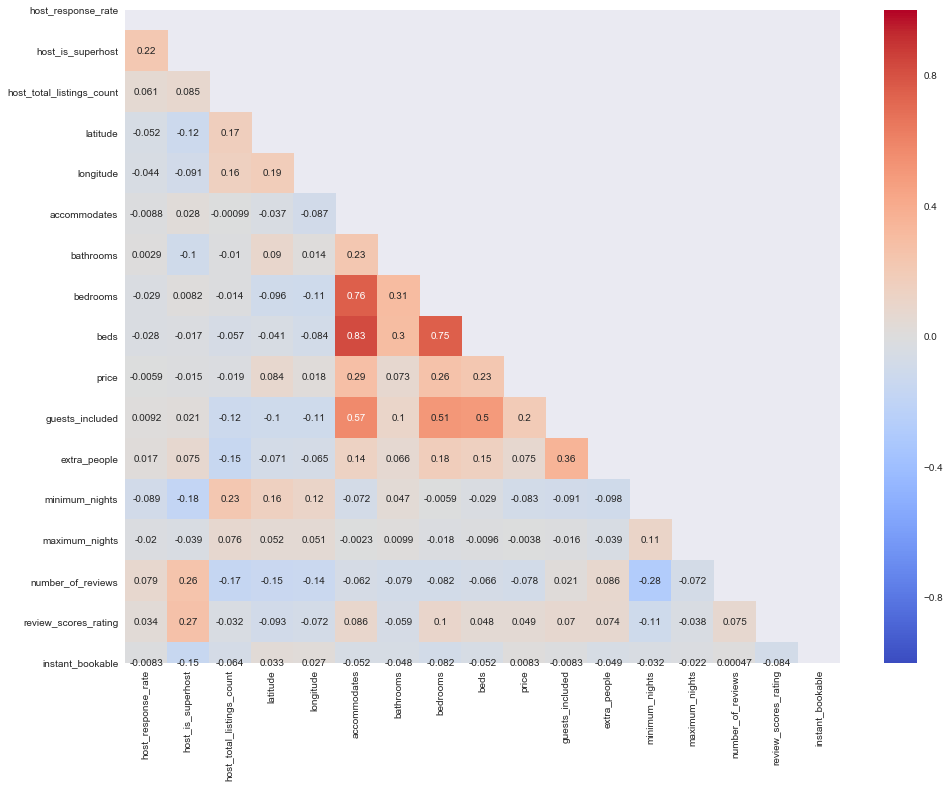 host_response_rate
host_is_superhost 0.22
host_total_listings_count 0.061 0.085
latitude -0.052 -0.12 0.17
longitude -0.044 -0.091 0.16 0.19
accommodates -0.0088 0.028 -0.00099 -0.037 -0.087
bathrooms 0.0029 -0.1 -0.01 0.09 0.014 0.23
bedrooms -0.029 0.0082 -0.014 -0.096 -0.11 0.76 0.31
beds -0.028 -0.017 -0.057 -0.041 -0.084 0.83 0.3 0.75
price -0.0059 -0.015 -0.019 0.084 0.018 0.29 0.073 0.26 0.23
guests_included 0.0092 0.021 -0.12 -0.1 -0.11 0.57 0.1 0.51 0.5 0.2
extra_people 0.017 0.075 -0.15 -0.071 -0.065 0.14 0.066 0.18 0.15 0.075 0.36
minimum_nights -0.089 -0.18 0.23 0.16 0.12 -0.072 0.047 -0.0059 -0.029 -0.083 -0.091 -0.098
maximum_nights -0.02 -0.039 0.076 0.052 0.051 -0.0023 0.0099 -0.018 -0.0096 -0.0038 -0.016 -0.039 0.11
number_of_reviews 0.079 0.26 -0.17 -0.15 -0.14 -0.062 -0.079 -0.082 -0.066 -0.078 0.021 0.086 -0.28 -0.072
review_scores_rating 0.034 0.27 -0.032 -0.093 -0.072 0.086 -0.059 0.1 0.048 0.049 0.07 0.074 -0.11 -0.038 0.075
instant_bookable -0.0083 -0.15 -0.064 0.033 0.027 -0.052 -0.048 -0.082 -0.052 0.0083 -0.0083 -0.049 -0.032 -0.022 0.00047 -0.084
host_response_rate
host_is_superhost
host_total_listings_count
latitude
longitude
accommodates
bathrooms
bedrooms
beds
price
guests_included
extra_people
minimum_nights
maximum_nights
number_of_reviews
review_scores_rating
instant_bookable
0.8
0.4
0.0
−0.4
−0.8